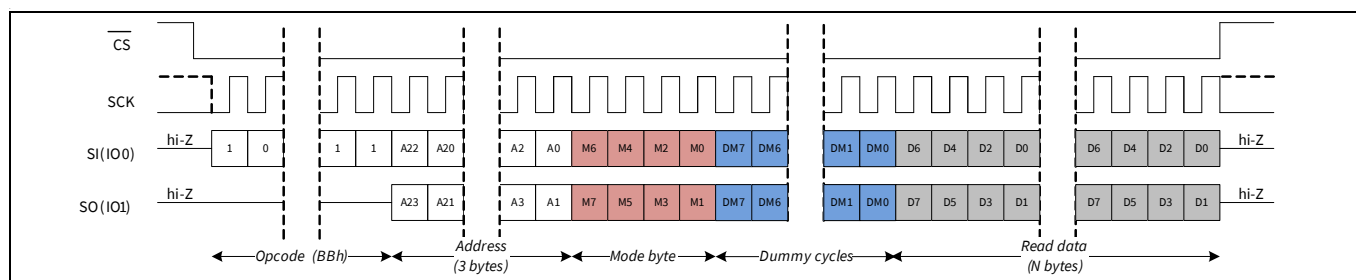 CS
SCK
SI(IO0) hi-Z 1 0 1 1 A22 A20 A2 A0 M6 M4 M2 M0 DM7 DM6 DM1 DM0 D6 D4 D2 D0 D6 D4 D2 D0 hi-Z
SO(IO1) hi-Z A23 A21 A3 A1 M7 M5 M3 M1 DM7 DM6 DM1 DM0 D7 D5 D3 D1 D7 D5 D3 D1 hi-Z
Opcode (BBh) Address Mode byte Dummy cycles Read data
(3 bytes) (N bytes)